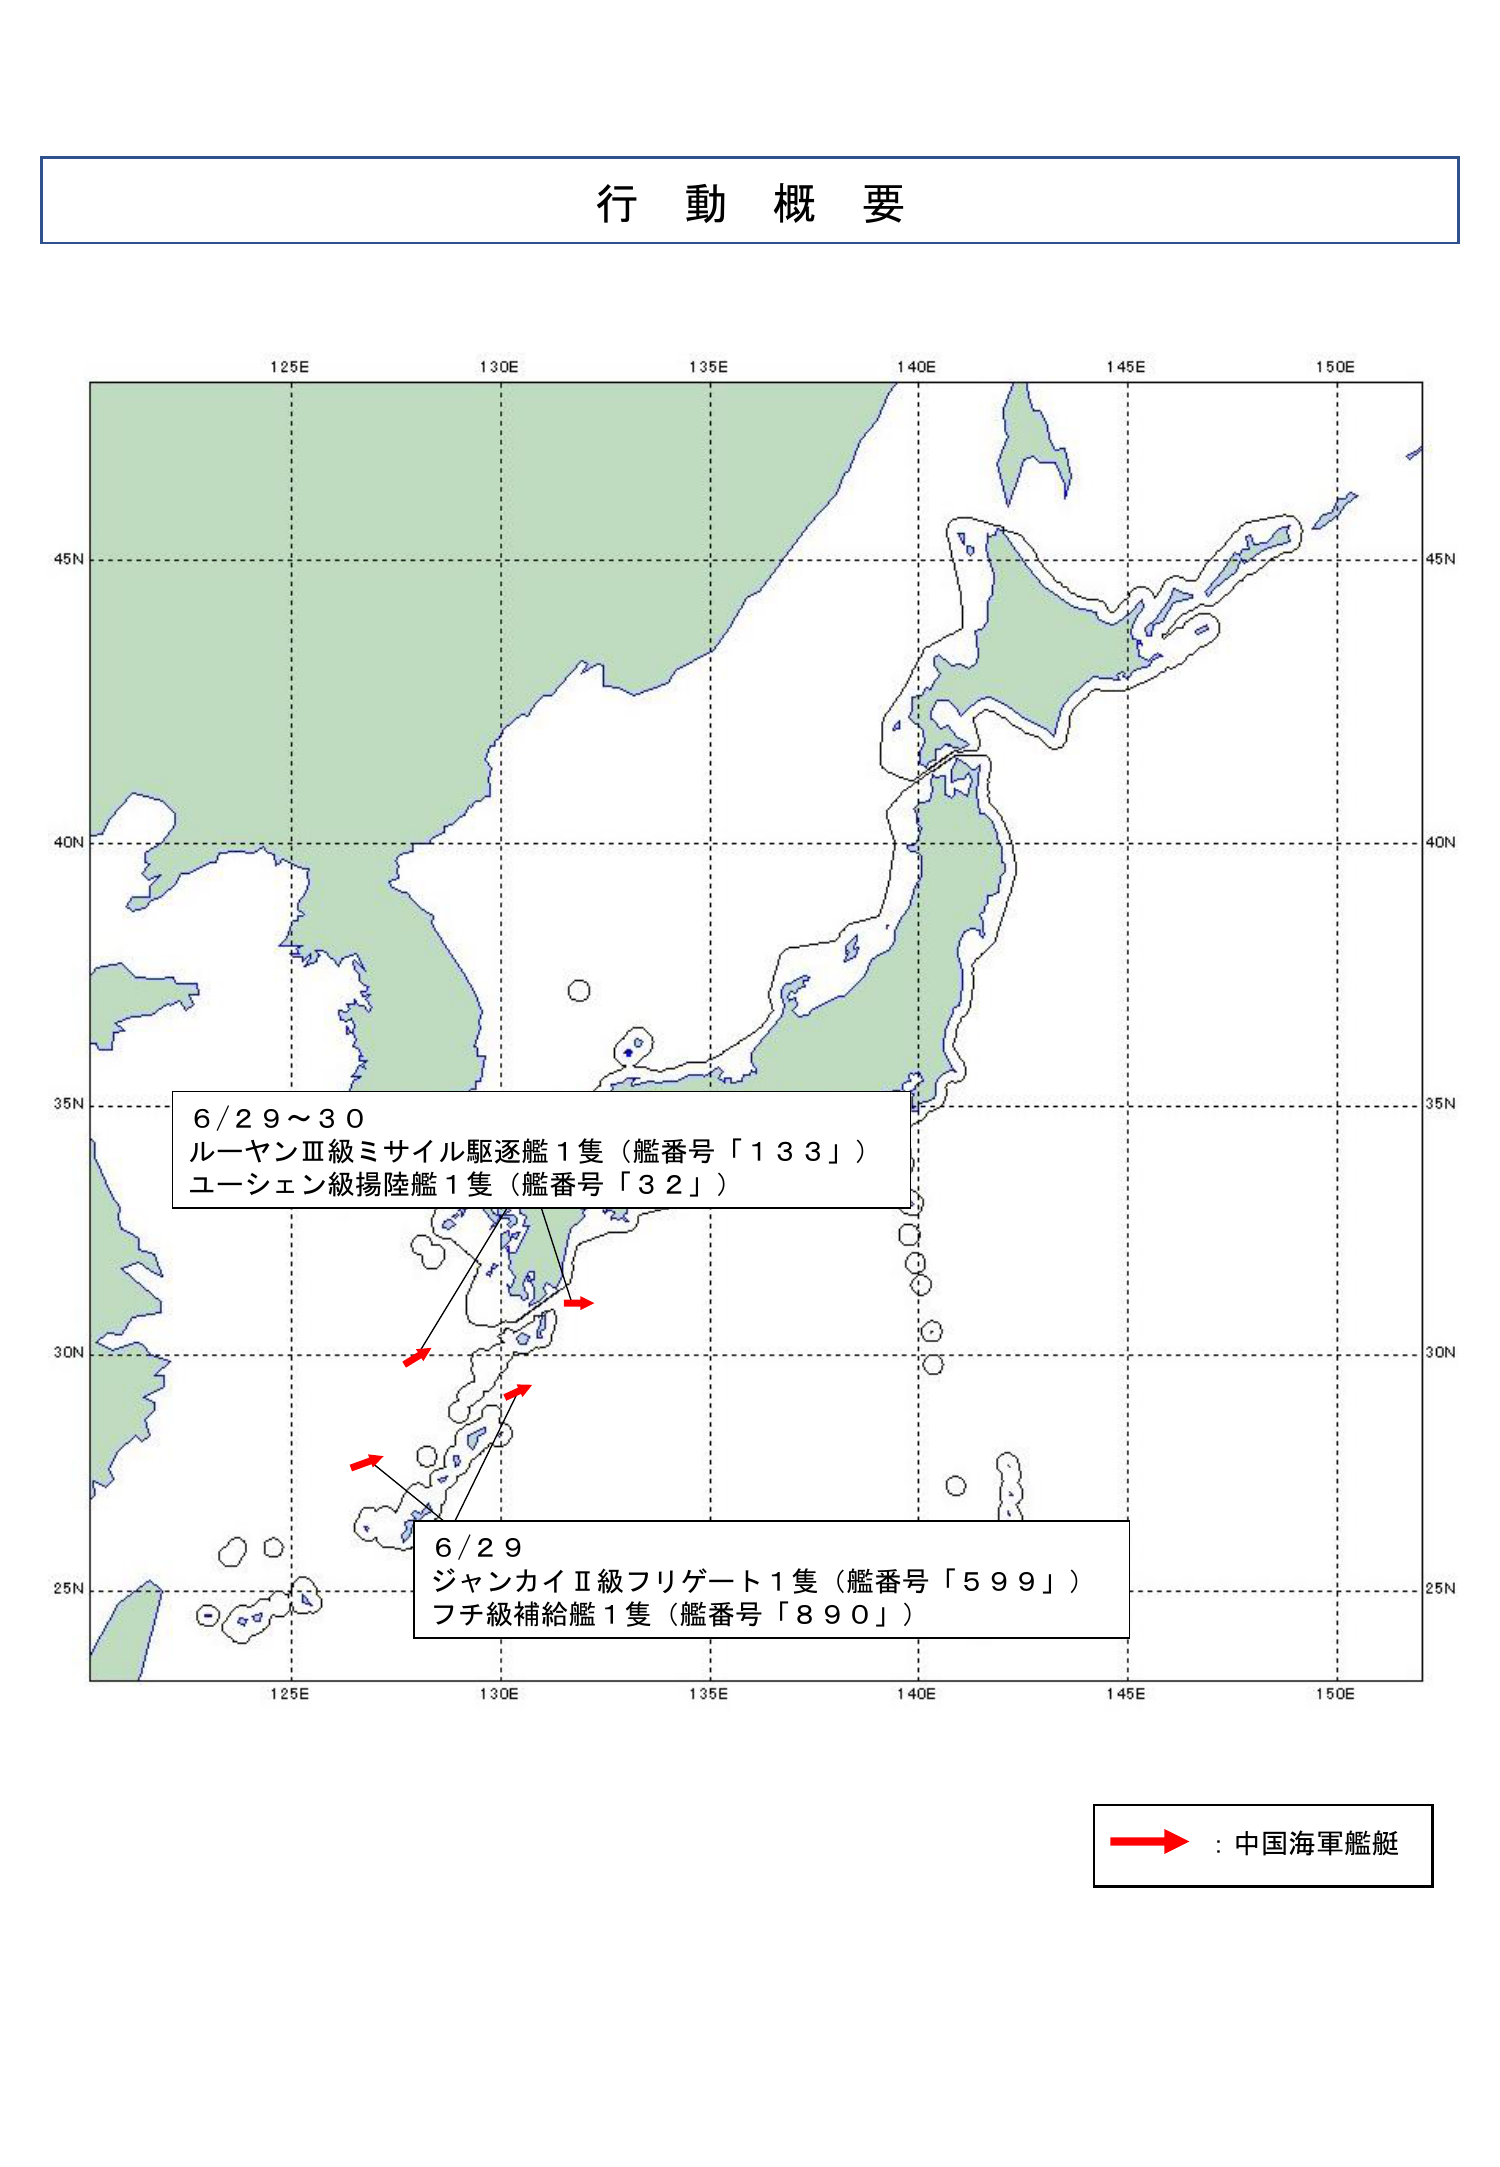 行　動　概　要
125E 130E 135E 140E 145E 150E
45N 45N
40N 40N
35N 35N
６/２９～３０
ルーヤンⅢ級ミサイル駆逐艦１隻（艦番号「１３３」）
ユーシェン級揚陸艦１隻（艦番号「３２」）
30N 30N
６/２９
ジャンカイⅡ級フリゲート１隻（艦番号「５９９」）
フチ級補給艦１隻（艦番号「８９０」）
25N 25N
125E 130E 135E 140E 145E 150E
：中国海軍艦艇